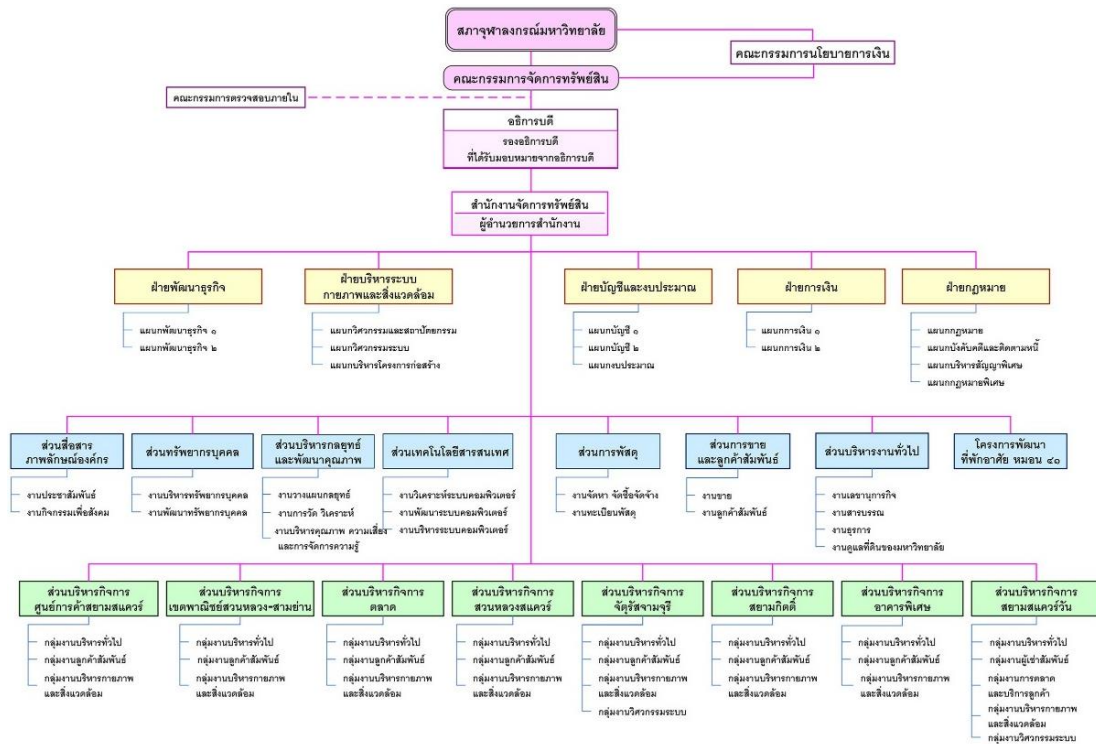 สภาจุฬาลงกรณ์มหาวิทยาลัย
คณะกรรมการนโยบายการเงิน
คณะกรรมการจัดการทรัพย์สิน
คณะกรรมการตรวจสอบภายใน
อธิการบดี
รองอธิการบดี
ที่ได้รับมอบหมายจากอธิการบดี
สำนักงานจัดการทรัพย์สิน
ผู้อำนวยการสำนักงาน
ฝ่ายพัฒนาธุรกิจ
แผนกพัฒนาธุรกิจ ๑
แผนกพัฒนาธุรกิจ ๒
ฝ่ายบริหารระบบ
กายภาพและสิ่งแวดล้อม
แผนกวิศวกรรมและสถาปัตยกรรม
แผนกวิศวกรรมระบบ
แผนกบริหารโครงการก่อสร้าง
ฝ่ายบัญชีและงบประมาณ
แผนกบัญชี ๑
แผนกบัญชี ๒
แผนกงบประมาณ
ฝ่ายการเงิน
แผนกการเงิน ๑
แผนกการเงิน ๒
ฝ่ายกฎหมาย
แผนกกฎหมาย
แผนกบังคับคดีและติดตามหนี้
แผนกบริหารสัญญาพิเศษ
แผนกกฎหมายพิเศษ
ส่วนสื่อสาร
ภาพลักษณ์องค์กร
งานประชาสัมพันธ์
งานกิจกรรมเพื่อสังคม
ส่วนทรัพยากรบุคคล
งานบริหารทรัพยากรบุคคล
งานพัฒนาทรัพยากรบุคคล
ส่วนบริหารกลยุทธ์
และพัฒนาคุณภาพ
งานวางแผนกลยุทธ์
งานการวัด วิเคราะห์
งานบริหารคุณภาพ ความเสี่ยง
และการจัดการความรู้
ส่วนเทคโนโลยีสารสนเทศ
งานวิเคราะห์ระบบคอมพิวเตอร์
งานพัฒนาระบบคอมพิวเตอร์
งานบริหารระบบคอมพิวเตอร์
ส่วนการพัสดุ
งานจัดหา จัดซื้อจัดจ้าง
งานทะเบียนพัสดุ
ส่วนการขาย
และลูกค้าสัมพันธ์
งานขาย
งานลูกค้าสัมพันธ์
ส่วนบริหารงานทั่วไป
งานเลขานุการกิจ
งานสารบรรณ
งานธุรการ
งานดูแลที่ดินของมหาวิทยาลัย
โครงการพัฒนา
ที่พักอาศัย หมอน ๔๑
ส่วนบริหารกิจการ
ศูนย์การค้าสยามสแควร์
กลุ่มงานบริหารทั่วไป
กลุ่มงานลูกค้าสัมพันธ์
กลุ่มงานบริหารกายภาพ
และสิ่งแวดล้อม
ส่วนบริหารกิจการ
เขตพาณิชย์สวนหลวง-สามย่าน
กลุ่มงานบริหารทั่วไป
กลุ่มงานลูกค้าสัมพันธ์
กลุ่มงานบริหารกายภาพ
และสิ่งแวดล้อม
ส่วนบริหารกิจการ
ตลาด
กลุ่มงานบริหารทั่วไป
กลุ่มงานลูกค้าสัมพันธ์
กลุ่มงานบริหารกายภาพ
และสิ่งแวดล้อม
ส่วนบริหารกิจการ
สวนหลวงสแควร์
กลุ่มงานบริหารทั่วไป
กลุ่มงานลูกค้าสัมพันธ์
กลุ่มงานบริหารกายภาพ
และสิ่งแวดล้อม
ส่วนบริหารกิจการ
จัตุรัสจามจุรี
กลุ่มงานบริหารทั่วไป
กลุ่มงานลูกค้าสัมพันธ์
กลุ่มงานบริหารกายภาพ
และสิ่งแวดล้อม
กลุ่มงานวิศวกรรมระบบ
ส่วนบริหารกิจการ
สยามกิตติ์
กลุ่มงานบริหารทั่วไป
กลุ่มงานลูกค้าสัมพันธ์
กลุ่มงานบริหารกายภาพ
และสิ่งแวดล้อม
ส่วนบริหารกิจการ
อาคารพิเศษ
กลุ่มงานบริหารทั่วไป
กลุ่มงานลูกค้าสัมพันธ์
กลุ่มงานบริหารกายภาพ
และสิ่งแวดล้อม
ส่วนบริหารกิจการ
สยามสแควร์วัน
กลุ่มงานบริหารทั่วไป
กลุ่มงานผู้เช่าสัมพันธ์
กลุ่มงานการตลาด
และบริการลูกค้า
กลุ่มงานบริหารกายภาพ
และสิ่งแวดล้อม
กลุ่มงานวิศวกรรมระบบ